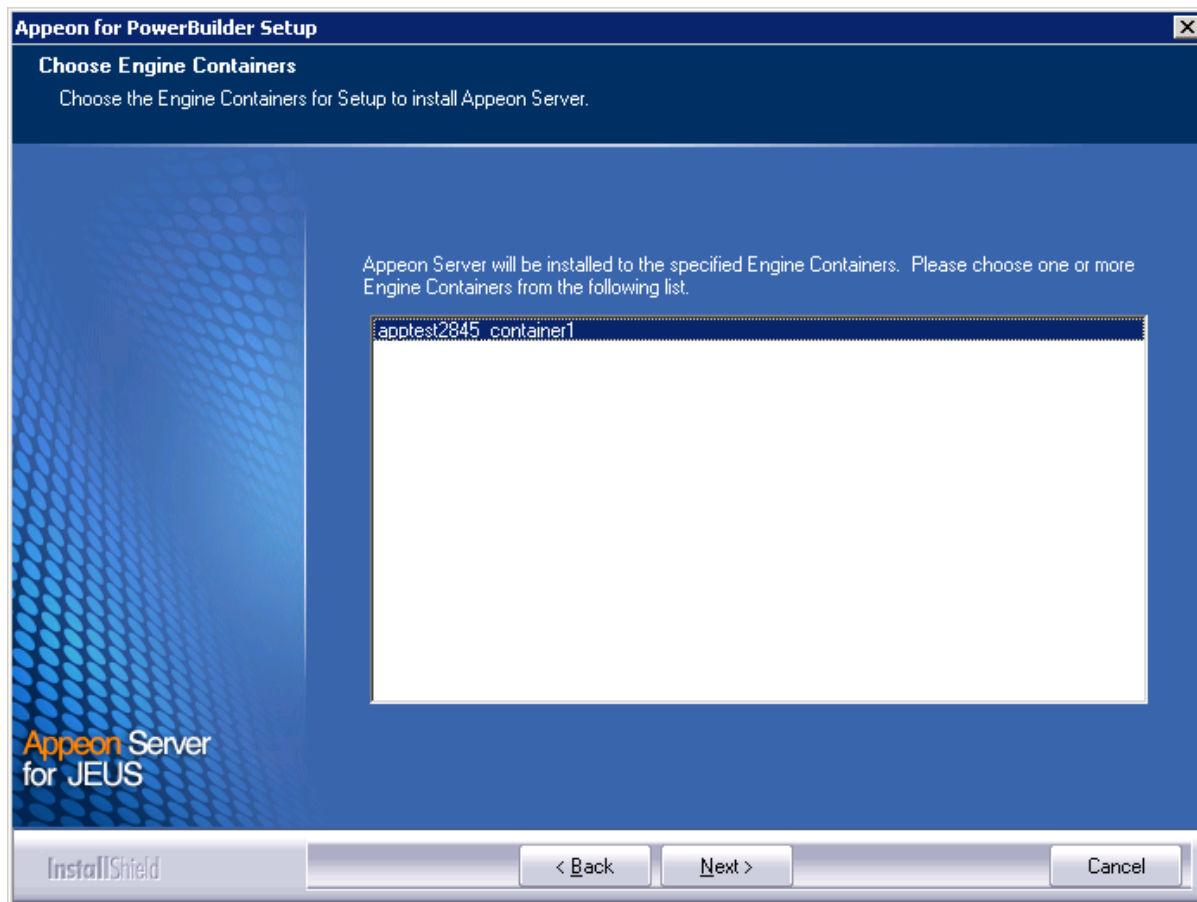 Appeon for PowerBuilder Setup
Choose Engine Containers
Choose the Engine Containers for Setup to install Appeon Server.
Appeon Server will be installed to the specified Engine Containers.  Please choose one or more
Engine Containers from the following list.
apptest2845_container1
Appeon Server
for JEUS
InstallShield
< Back
Next >
Cancel